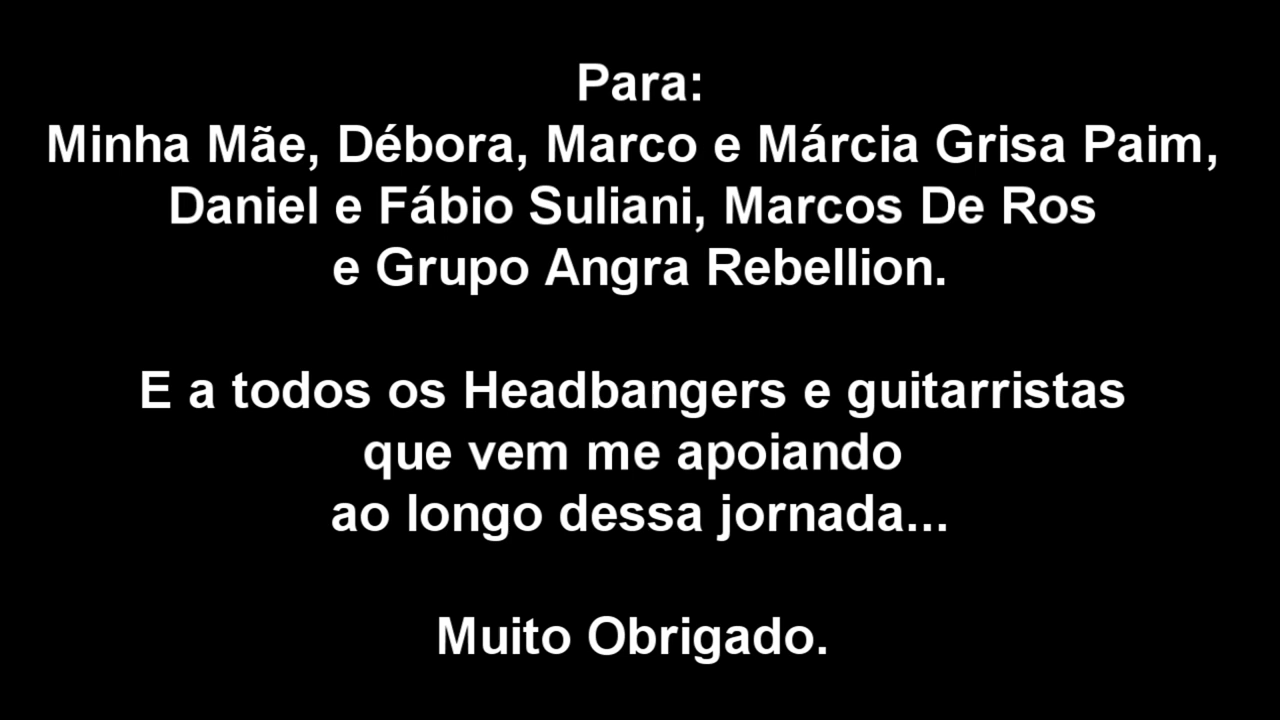 Para:
Minha Mãe, Débora, Marco e Márcia Grisa Paim,
Daniel e Fábio Suliani, Marcos De Ros
e Grupo Angra Rebellion.
E a todos os Headbangers e guitarristas
que vem me apoiando
ao longo dessa jornada...
Muito Obrigado.